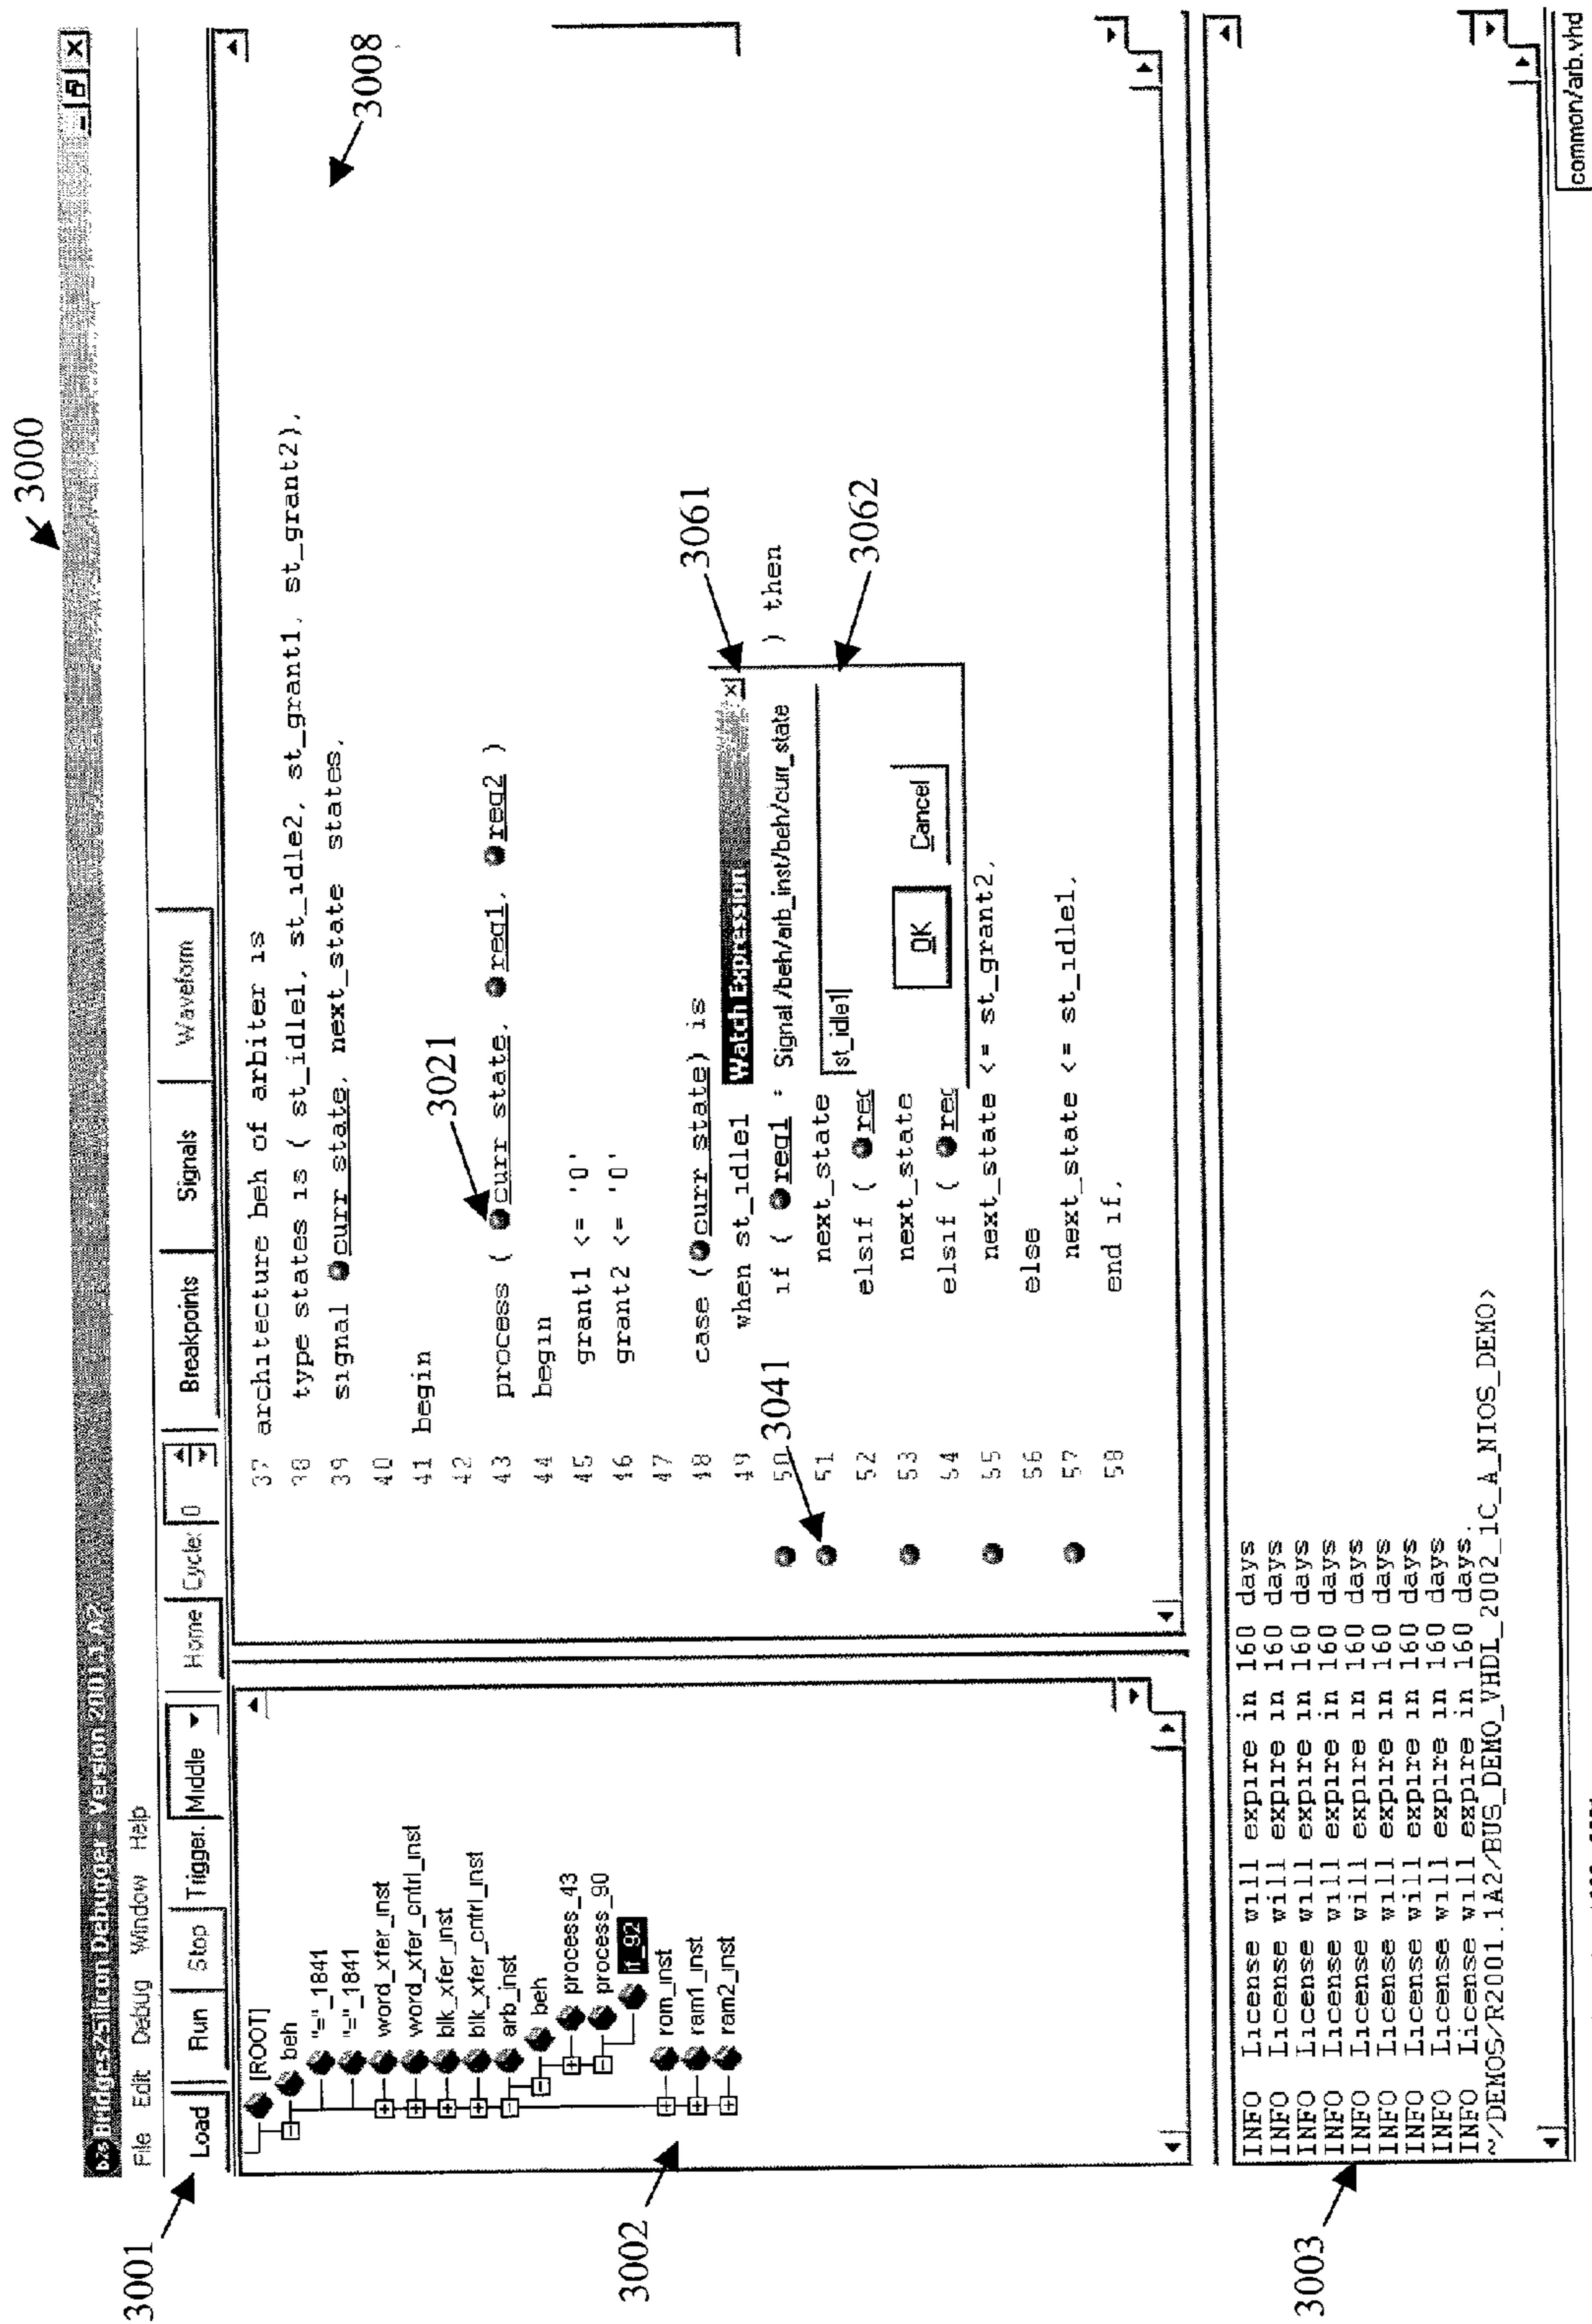 3000
b2s Bridges2Silicon Debugger - Version 2001.1 A2
File Edit Debug Window Help
3001
Load Run Stop Trigger. Middle Home Cycle: 0 Breakpoints Signals Waveform
[ROOT]
beh
"="_1841
"="_1841
word_xfer_inst
word_xfer_cntrl_inst
blk_xfer_inst
blk_xfer_cntrl_inst
arb_inst
beh
process_43
process_90
if_92
rom_inst
ram1_inst
ram2_inst
3002
3008
37 architecture beh of arbiter is
38 type states is ( st_idle1, st_idle2, st_grant1, st_grant2),
39 signal curr state, next_state states,
40
41 begin
42
3021
43 process ( curr state, req1, req2 )
44 begin
45 grant1 <= '0'
46 grant2 <= '0'
47
48 case (curr state) is
49 when st_idle1
50 if ( req1 = ) then
51 next_state
52 elsif ( req
53 next_state
54 elsif ( req
55 next_state <= st_grant2,
56 else
57 next_state <= st_idle1,
58 end if,
3041
3061
Watch Expression
Signal /beh/arb_inst/beh/curr_state
st_idle1
3062
OK Cancel
INFO License will expire in 160 days
INFO License will expire in 160 days
INFO License will expire in 160 days
INFO License will expire in 160 days
INFO License will expire in 160 days
INFO License will expire in 160 days
INFO License will expire in 160 days
INFO License will expire in 160 days
INFO License will expire in 160 days.
~/DEMOS/R2001.1A2/BUS_DEMO_VHDL_2002_1C_A_NIOS_DEMO>
3003
common/arb.vhd